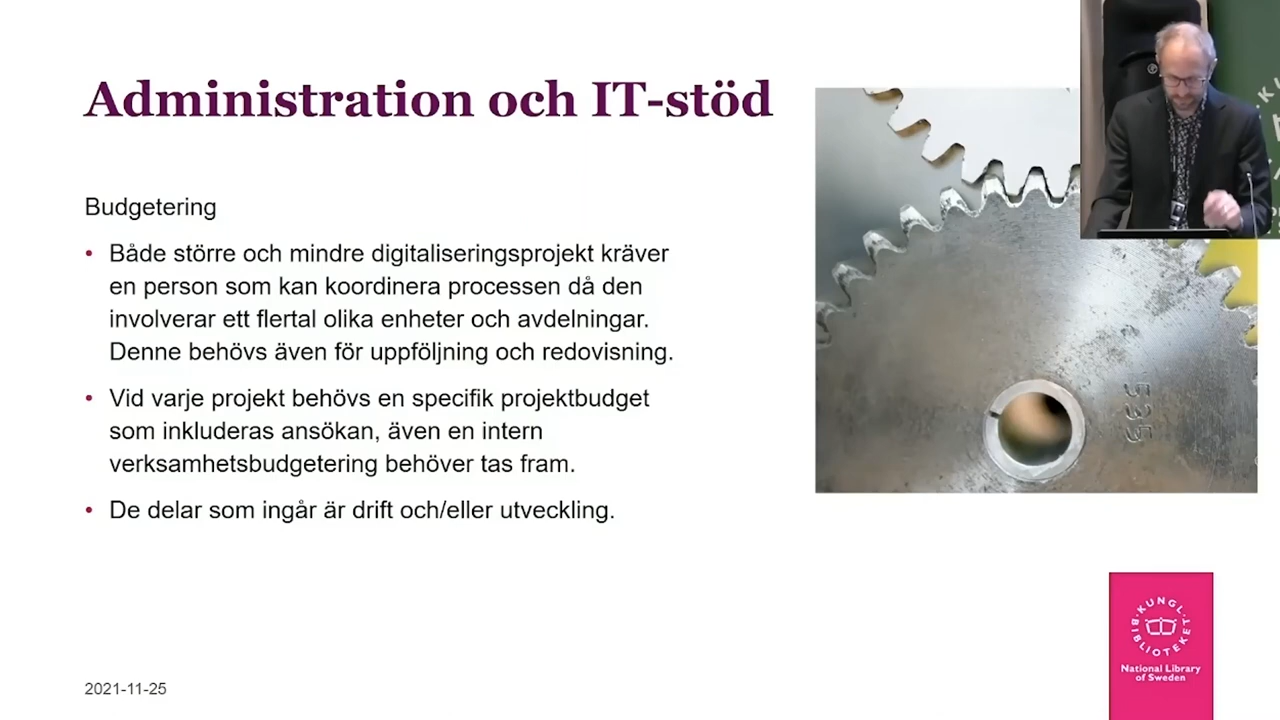 Administration och IT-stöd
Budgetering
• Både större och mindre digitaliseringsprojekt kräver
en person som kan koordinera processen då den
involverar ett flertal olika enheter och avdelningar.
Denne behövs även för uppföljning och redovisning.
• Vid varje projekt behövs en specifik projektbudget
som inkluderas ansökan, även en intern
verksamhetsbudgetering behöver tas fram.
• De delar som ingår är drift och/eller utveckling.
535
KUNGL.
BIBLIOTEKET
National Library
of Sweden
2021-11-25